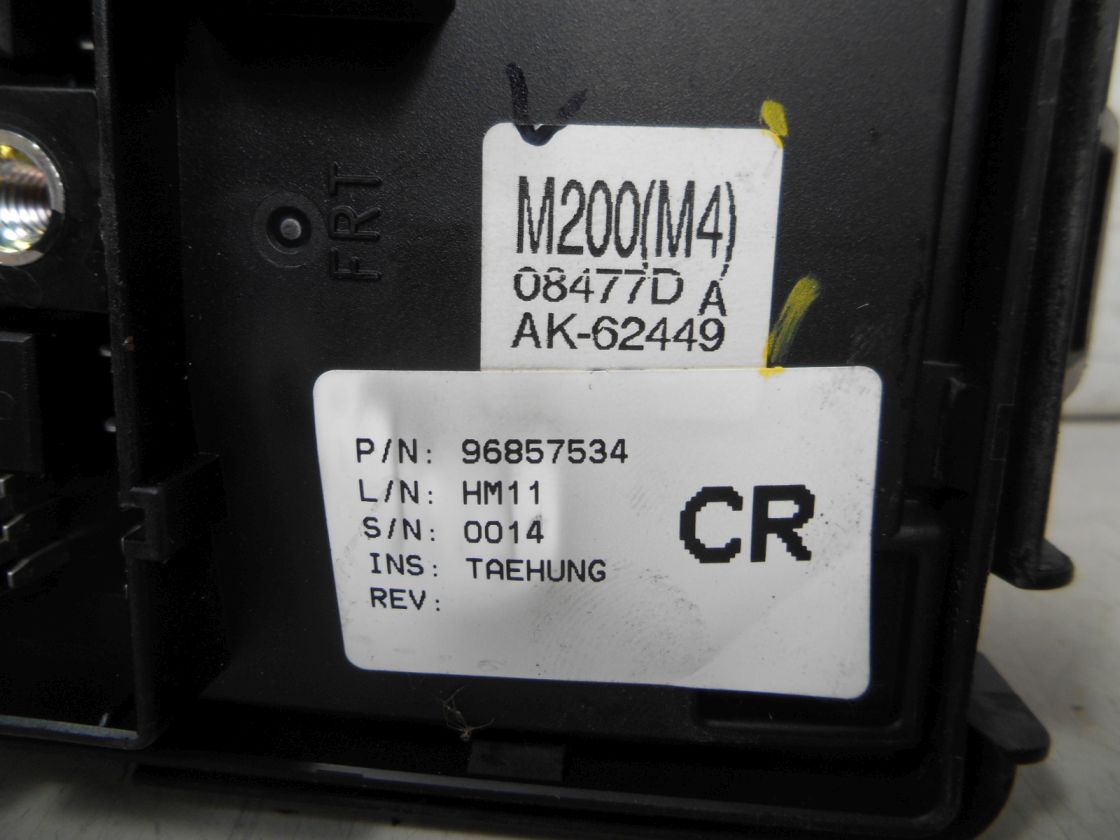 FRT
M200(M4)
08477D A
AK-62449
P/N: 96857534
L/N: HM11
S/N: 0014
INS: TAEHUNG
REV:
CR